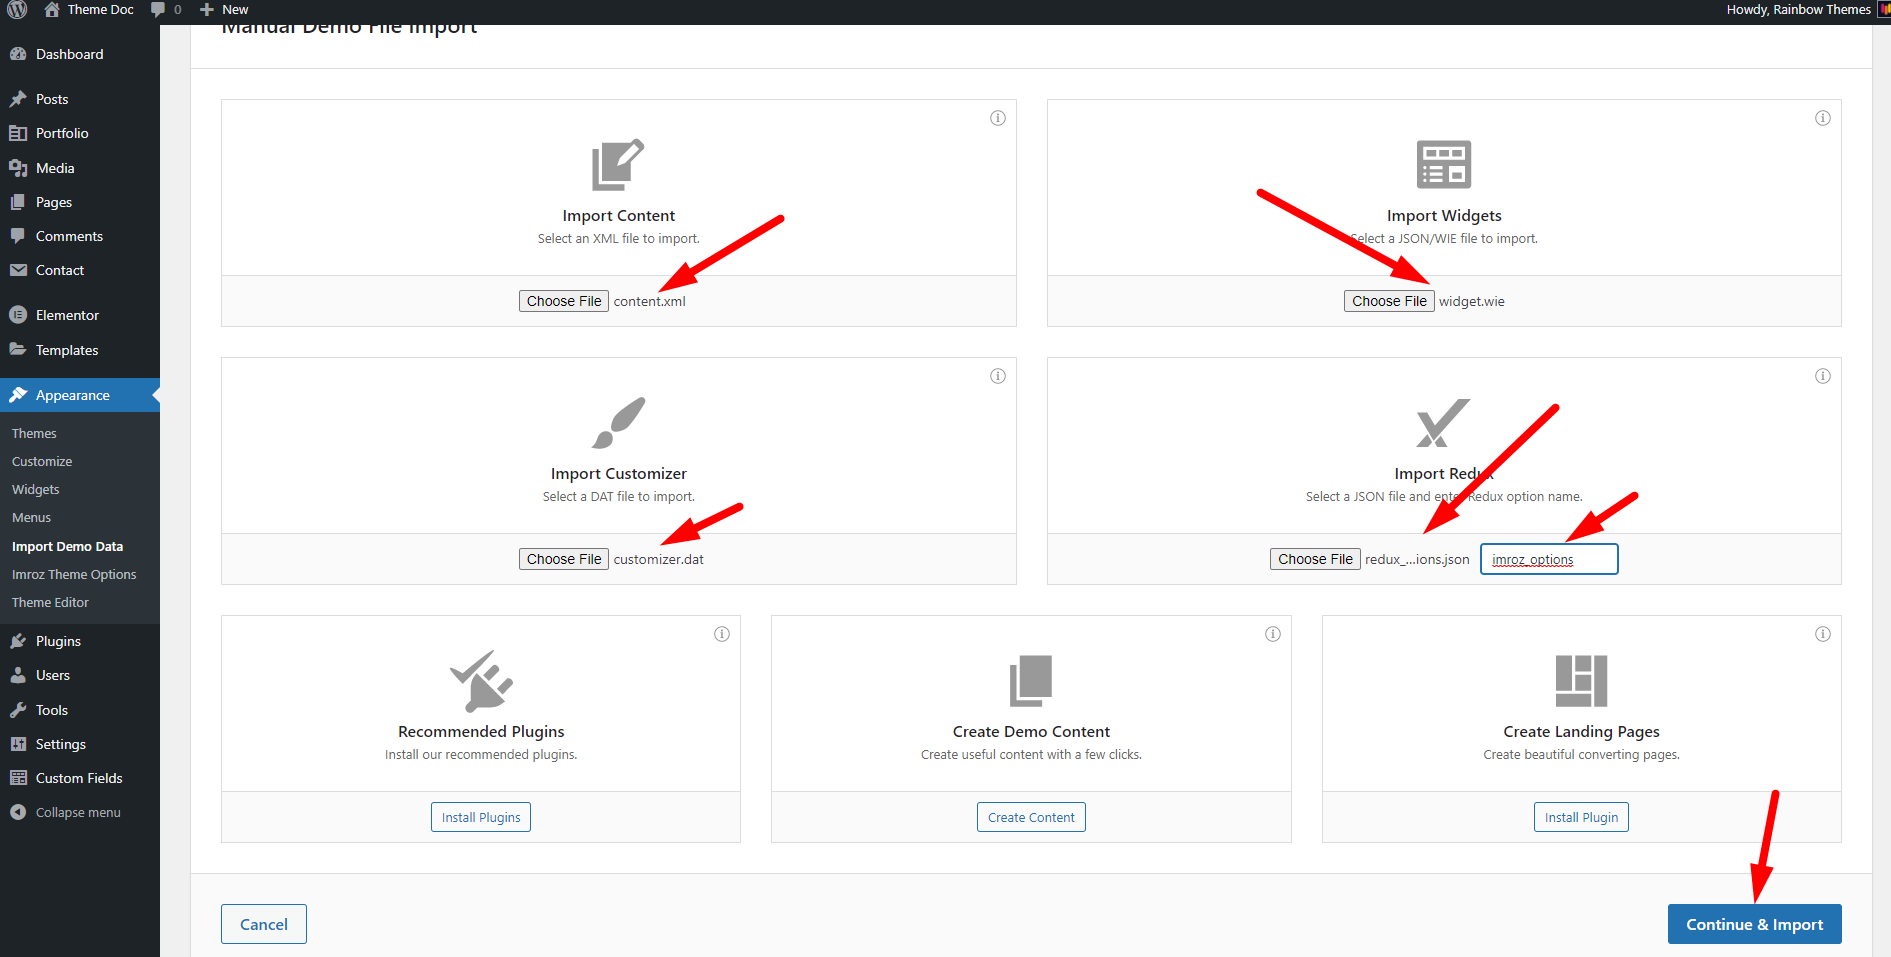 Theme Doc
0
New
Howdy, Rainbow Themes
Dashboard
Posts
Portfolio
Media
Pages
Comments
Contact
Elementor
Templates
Appearance
Themes
Customize
Widgets
Menus
Import Demo Data
Imroz Theme Options
Theme Editor
Plugins
Users
Tools
Settings
Custom Fields
Collapse menu
Manual Demo File Import
Import Content
Select an XML file to import.
Choose File content.xml
Import Widgets
Select a JSON/WIE file to import.
Choose File widget.wie
Import Customizer
Select a DAT file to import.
Choose File customizer.dat
Import Redux
Select a JSON file and enter Redux option name.
Choose File redux_...ions.json imroz_options
Recommended Plugins
Install our recommended plugins.
Install Plugins
Create Demo Content
Create useful content with a few clicks.
Create Content
Create Landing Pages
Create beautiful converting pages.
Install Plugin
Cancel
Continue & Import